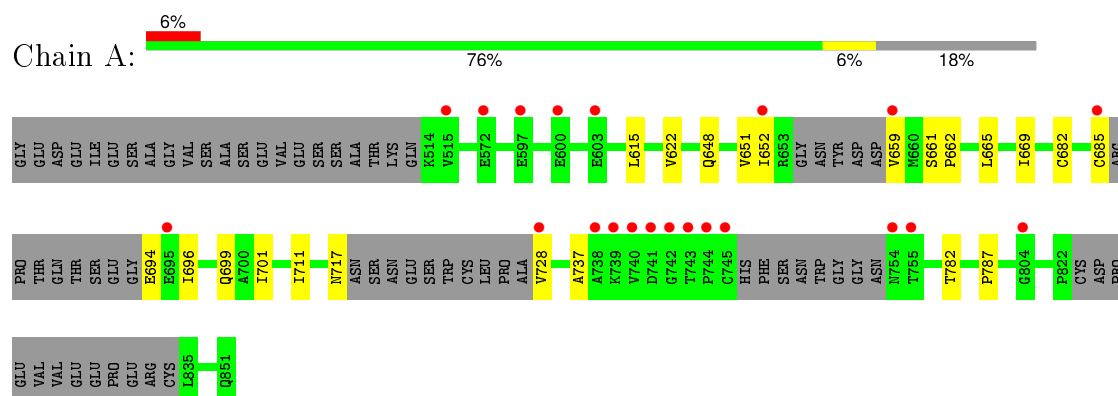 6%
Chain A:
76% 6% 18%
GLY GLU ASP GLU ILE GLU SER ALA GLY VAL SER ALA SER GLU VAL GLU SER SER ALA THR LYS GLN K514 V515 E572 E597 E600 E603 L615 V622 Q648 V651 I652 R653 GLY ASN TYR ASP ASP V659 M660 S661 P662 L665 I669 C682 C685 ARG
PRO THR GLN THR SER GLU GLY E694 E695 I696 Q699 A700 I701 I711 N717 ASN SER ASN GLU SER TRP CYS LEU PRO ALA V728 A737 A738 K739 V740 D741 G742 T743 P744 C745 HIS PHE SER ASN TRP GLY GLY ASN N754 T755 T782 P787 G804 P822 CYS ASP PRO
GLU VAL VAL GLU GLU PRO GLU ARG CYS L835 Q851